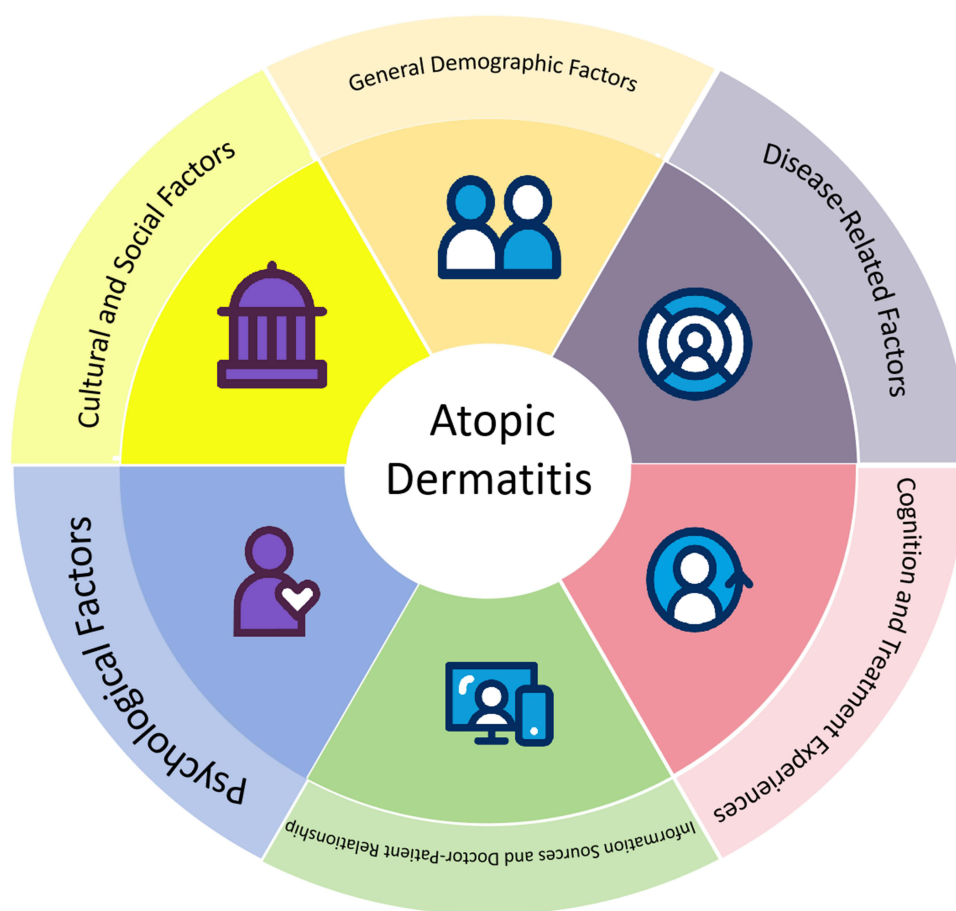 General Demographic Factors
Disease-Related Factors
Cognition and Treatment Experiences
Information Sources and Doctor-Patient Relationship
Psychological Factors
Cultural and Social Factors
Atopic
Dermatitis